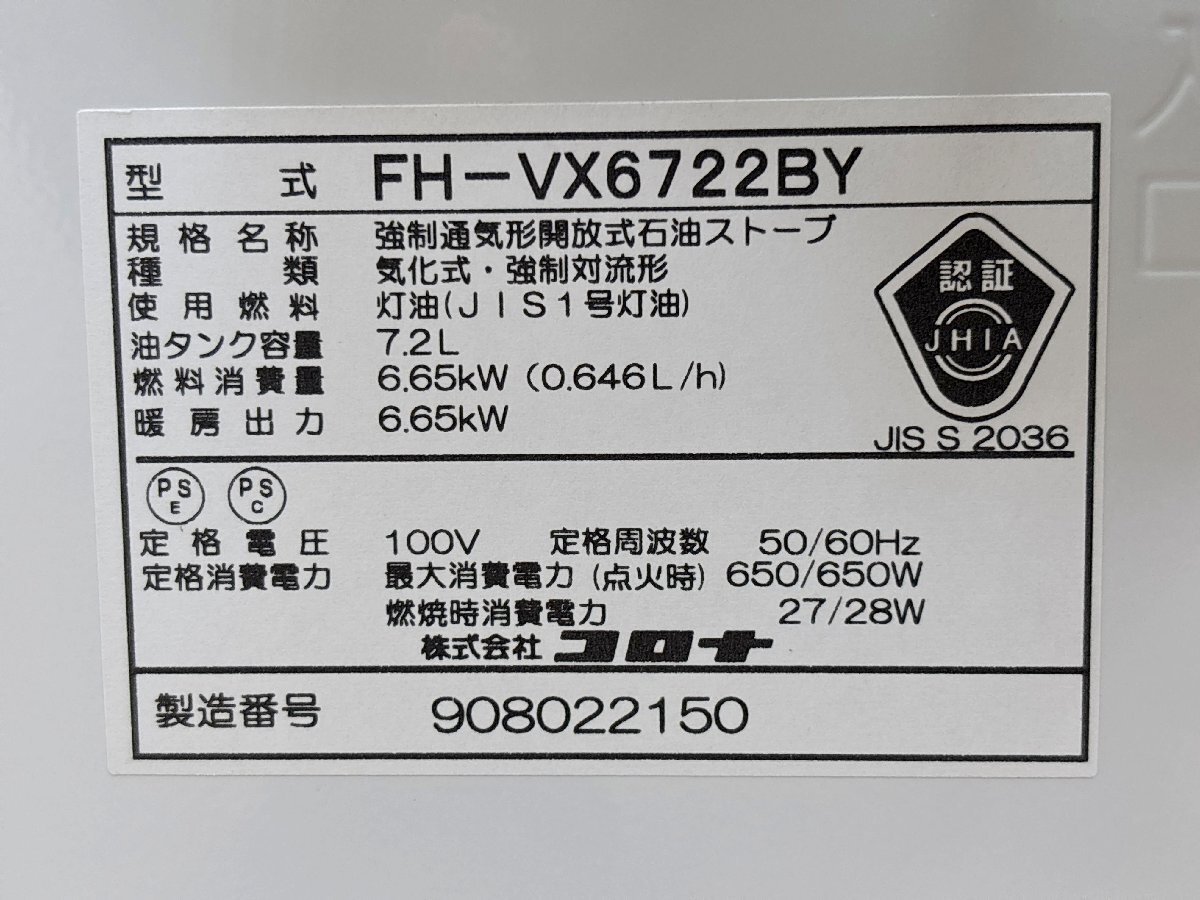 型式 FH-VX6722BY
規格名称 強制通気形開放式石油ストーブ
種類 気化式・強制対流形
使用燃料 灯油(JIS1号灯油)
油タンク容量 7.2L
燃料消費量 6.65kW (0.646L/h)
暖房出力 6.65kW
認証
JHIA
JIS S 2036
PS E PS C
定格電圧 100V 定格周波数 50/60Hz
定格消費電力 最大消費電力(点火時) 650/650W
燃焼時消費電力 27/28W
株式会社 コロナ
製造番号 908022150